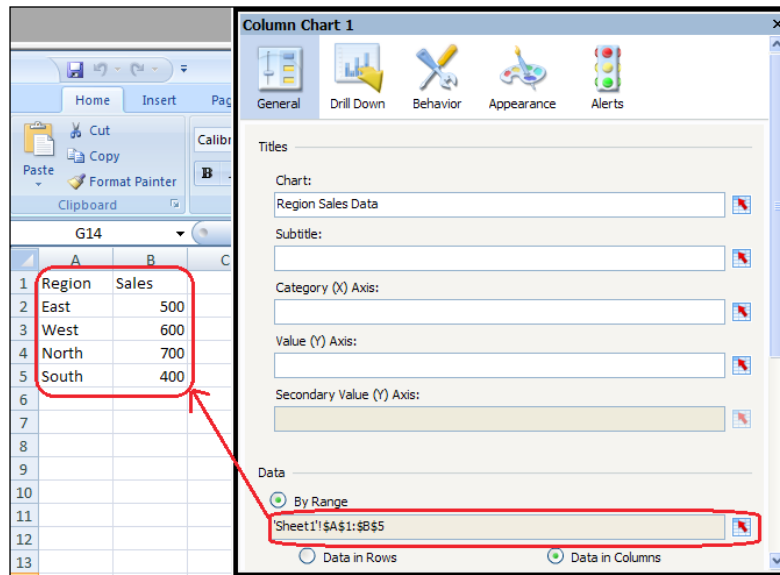 Column Chart 1
General Drill Down Behavior Appearance Alerts
Home Insert
Cut
Copy
Paste
Format Painter
Clipboard
B
G14
A B C
1 Region Sales
2 East 500
3 West 600
4 North 700
5 South 400
6
7
8
9
10
11
12
13
Titles
Chart:
Region Sales Data
Subtitle:
Category (X) Axis:
Value (Y) Axis:
Secondary Value (Y) Axis:
Data
By Range
'Sheet1'!$A$1:$B$5
Data in Rows Data in Columns